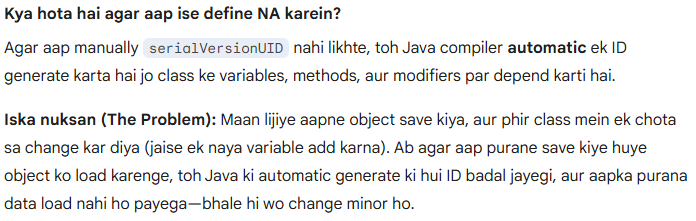 Kya hota hai agar aap ise define NA karein?
Agar aap manually serialVersionUID nahi likhte, toh Java compiler automatic ek ID
generate karta hai jo class ke variables, methods, aur modifiers par depend karti hai.
Iska nuksan (The Problem): Maan lijiye aapne object save kiya, aur phir class mein ek chota
sa change kar diya (jaise ek naya variable add karna). Ab agar aap purane save kiye huye
object ko load karenge, toh Java ki automatic generate ki hui ID badal jayegi, aur aapka purana
data load nahi ho payega—bhale hi wo change minor ho.